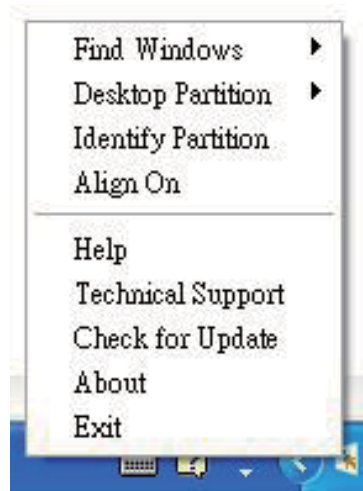 Find Windows
Desktop Partition
Identify Partition
Align On
Help
Technical Support
Check for Update
About
Exit